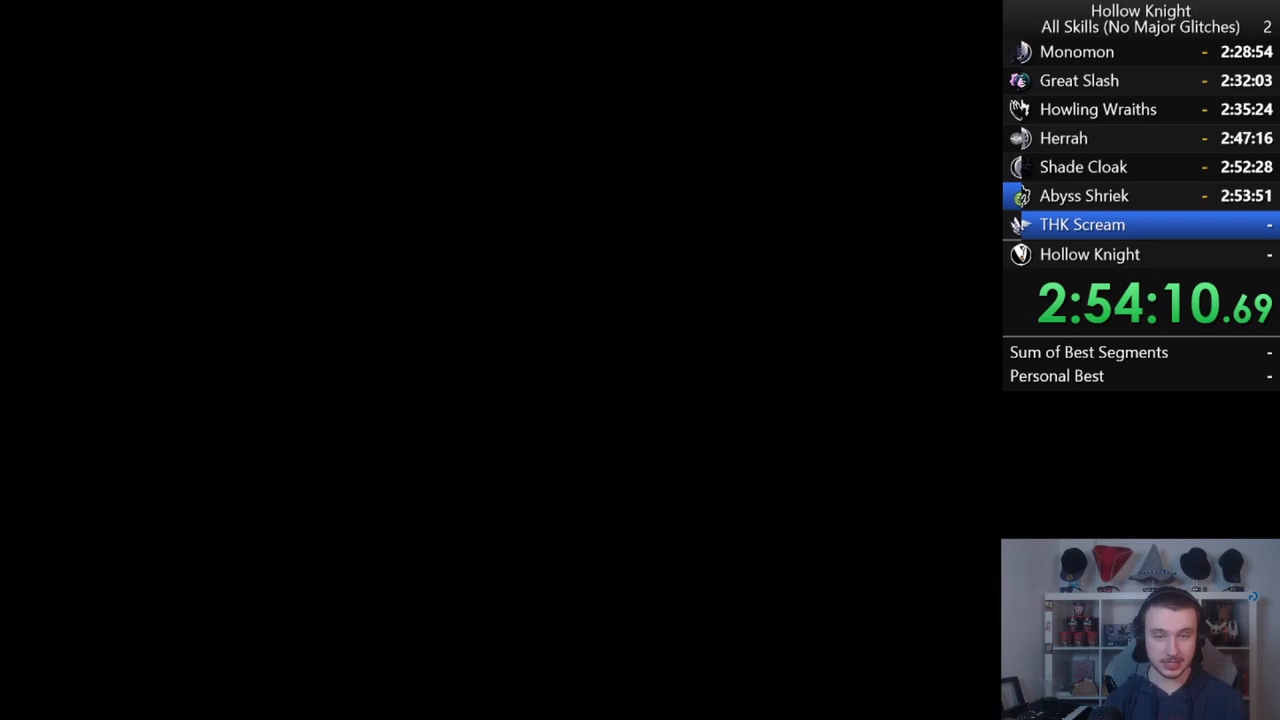 Hollow Knight
All Skills (No Major Glitches) 2
Monomon - 2:28:54
Great Slash - 2:32:03
Howling Wraiths - 2:35:24
Herrah - 2:47:16
Shade Cloak - 2:52:28
Abyss Shriek - 2:53:51
THK Scream -
Hollow Knight -
2:54:10.69
Sum of Best Segments -
Personal Best -